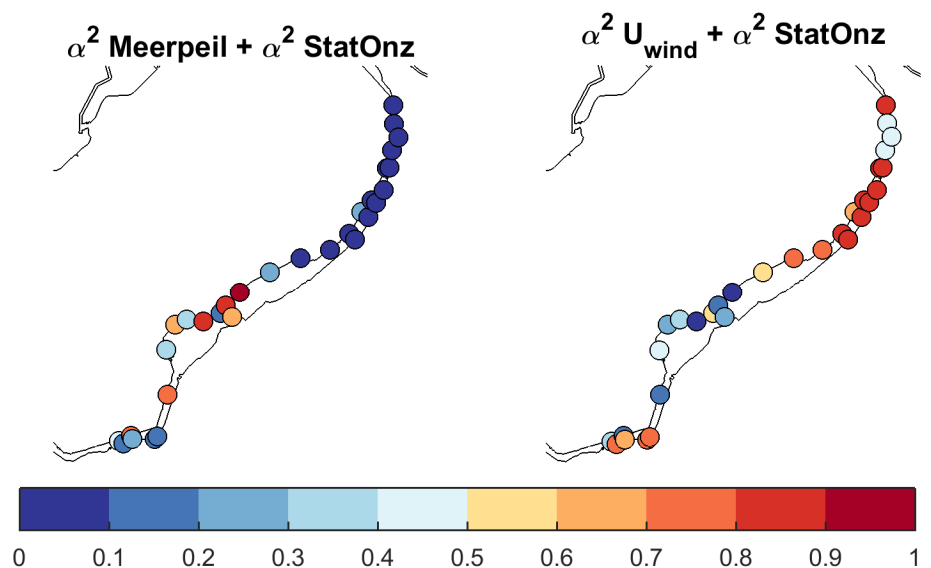 α² Meerpeil + α² StatOnz
α² U_wind + α² StatOnz
0 0.1 0.2 0.3 0.4 0.5 0.6 0.7 0.8 0.9 1